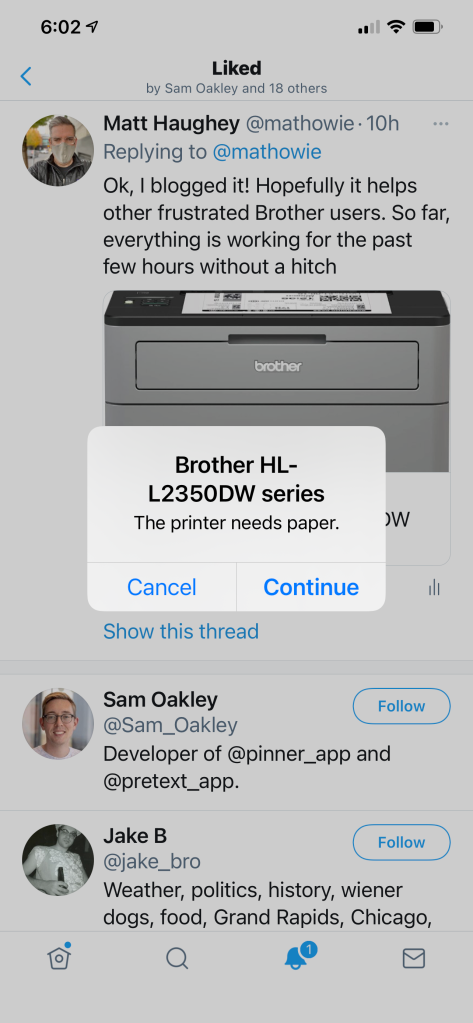 6:02
Liked
by Sam Oakley and 18 others
Matt Haughey @mathowie · 10h
Replying to @mathowie
Ok, I blogged it! Hopefully it helps
other frustrated Brother users. So far,
everything is working for the past
few hours without a hitch
brother
Brother HL-
L2350DW series
The printer needs paper.
DW
Cancel
Continue
Show this thread
Sam Oakley
Follow
@Sam_Oakley
Developer of @pinner_app and
@pretext_app.
Jake B
Follow
@jake_bro
Weather, politics, history, wiener
dogs, food, Grand Rapids, Chicago,
1